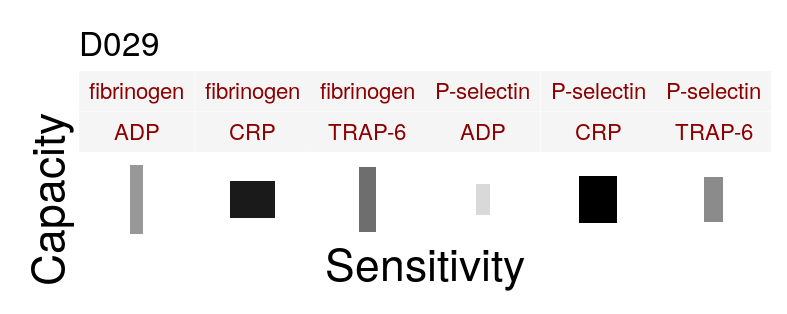 D029
fibrinogen fibrinogen fibrinogen P-selectin P-selectin P-selectin
ADP CRP TRAP-6 ADP CRP TRAP-6
Capacity
Sensitivity